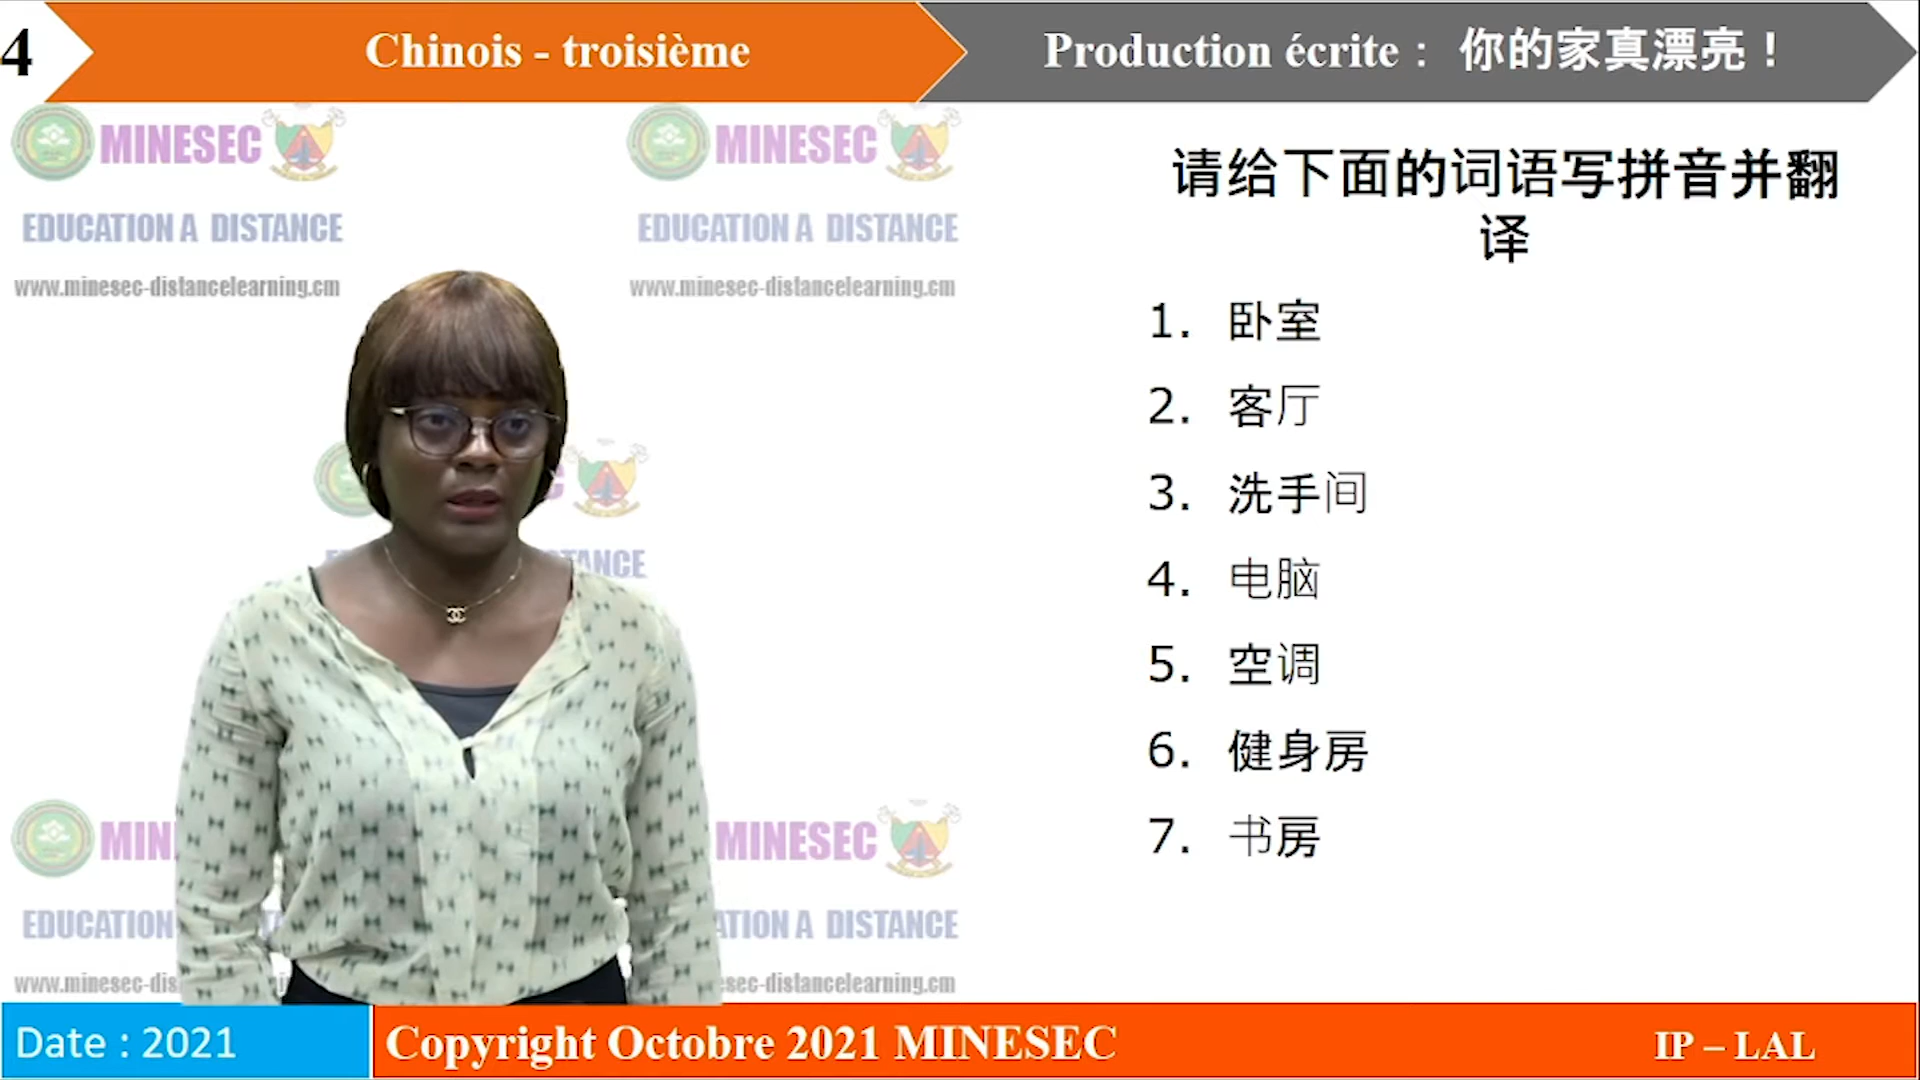 4
Chinois - troisième
Production écrite : 你的家真漂亮！
MINESEC
MINESEC
EDUCATION A DISTANCE
EDUCATION A DISTANCE
www.minesec-distancelearning.cm
www.minesec-distancelearning.cm
请给下面的词语写拼音并翻
译
1. 卧室
2. 客厅
3. 洗手间
4. 电脑
5. 空调
6. 健身房
7. 书房
MINESEC
EDUCATION
DISTANCE
Date : 2021
Copyright Octobre 2021 MINESEC
IP – LAL